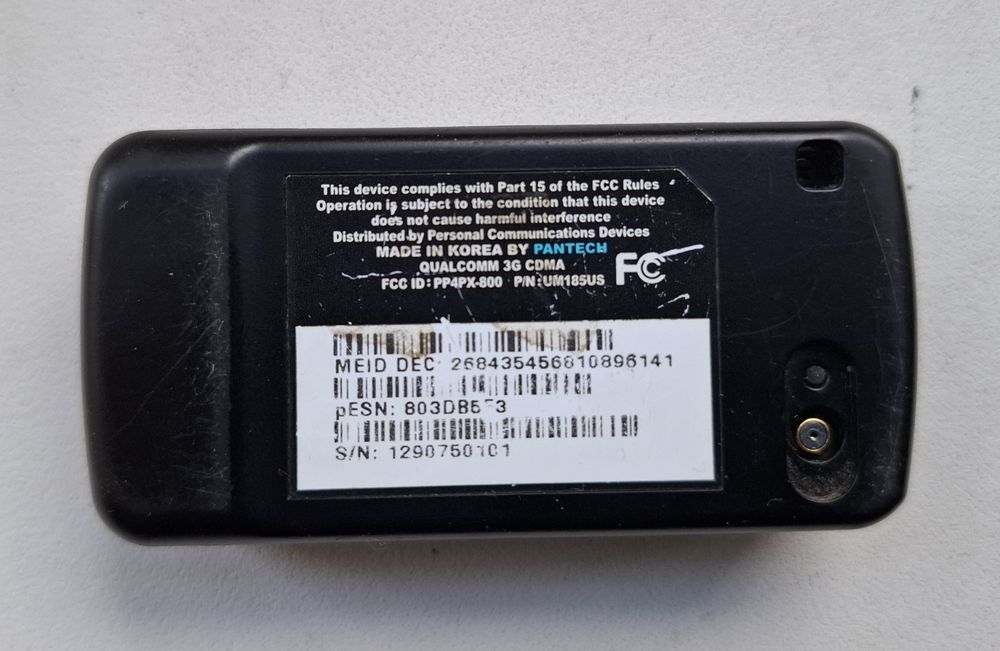 This device complies with Part 15 of the FCC Rules
Operation is subject to the condition that this device
does not cause harmful interference
Distributed by Personal Communications Devices
MADE IN KOREA BY PANTECH
QUALCOMM 3G CDMA
FCC ID: PP4PX-800 P/N: UM185US
FC
MEID DEC: 268435456810896141
pESN:
S/N: 1290750101